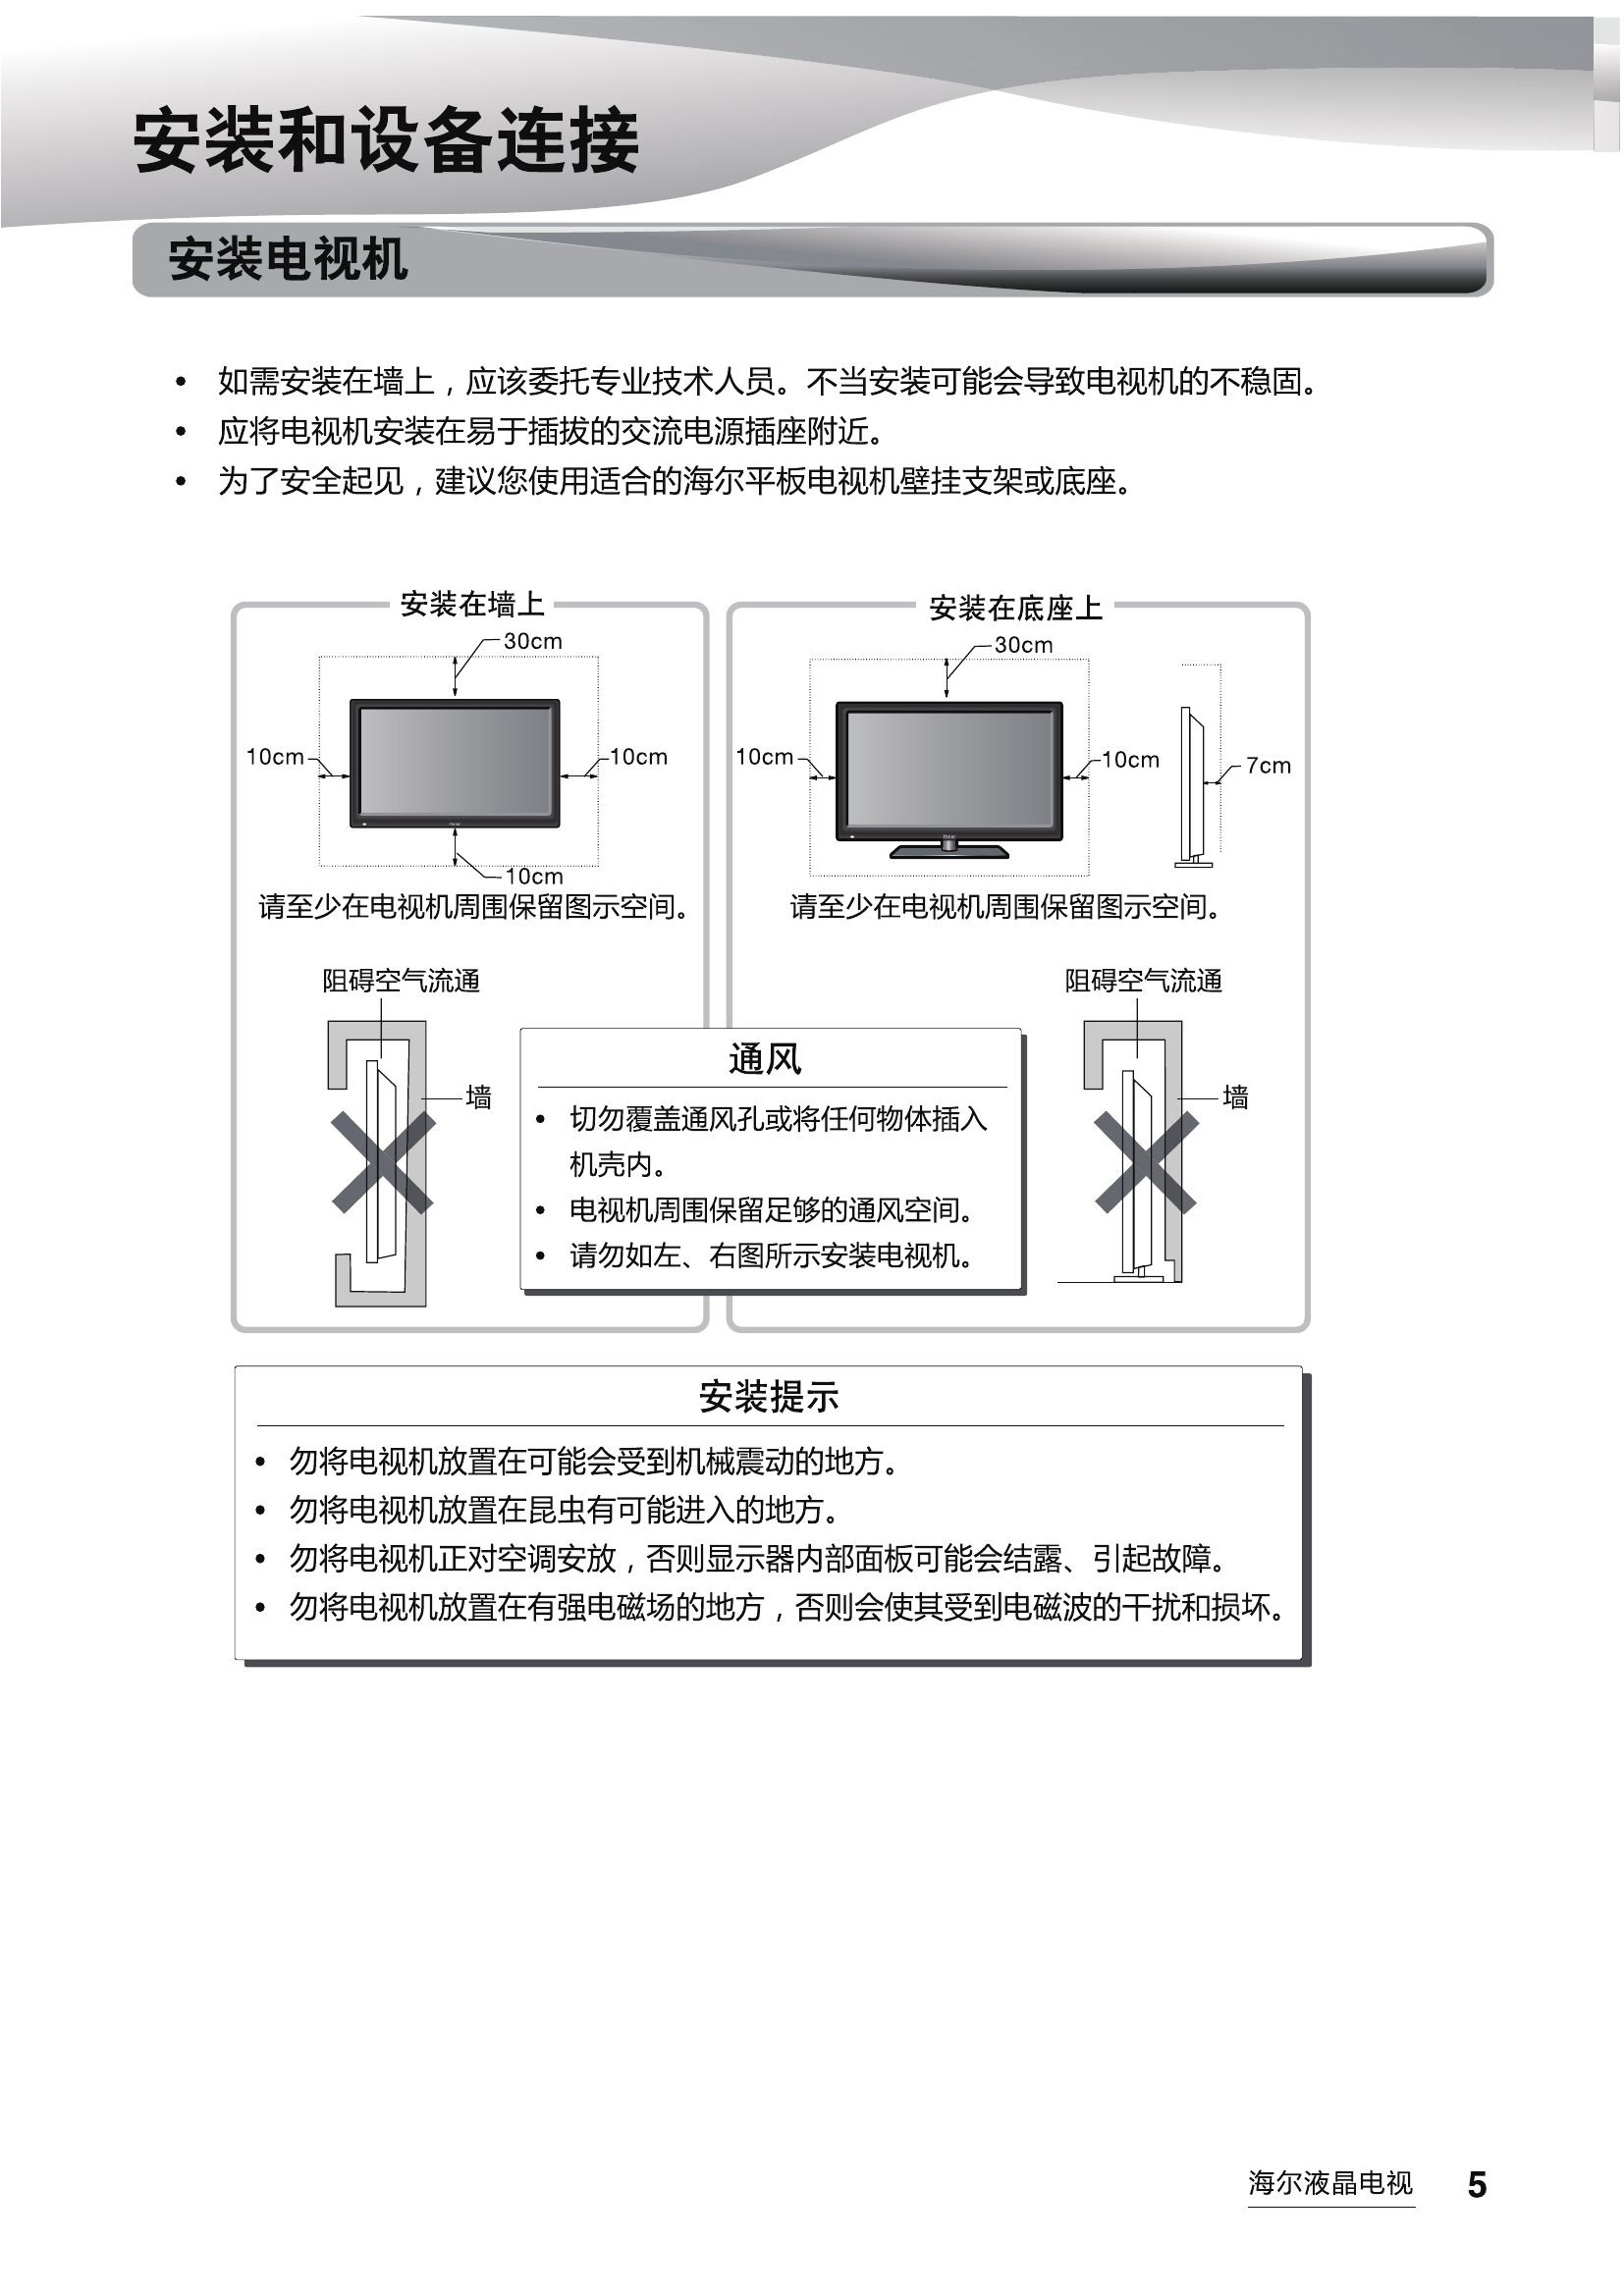 安装和设备连接
安装电视机
• 如需安装在墙上，应该委托专业技术人员。不当安装可能会导致电视机的不稳固。
• 应将电视机安装在易于插拔的交流电源插座附近。
• 为了安全起见，建议您使用适合的海尔平板电视机壁挂支架或底座。
安装在墙上
30cm
10cm
10cm
10cm
请至少在电视机周围保留图示空间。
安装在底座上
30cm
10cm
10cm
7cm
请至少在电视机周围保留图示空间。
阻碍空气流通
墙
通风
• 切勿覆盖通风孔或将任何物体插入
机壳内。
• 电视机周围保留足够的通风空间。
• 请勿如左、右图所示安装电视机。
阻碍空气流通
墙
安装提示
• 勿将电视机放置在可能会受到机械震动的地方。
• 勿将电视机放置在昆虫有可能进入的地方。
• 勿将电视机正对空调安放，否则显示器内部面板可能会结露、引起故障。
• 勿将电视机放置在有强电磁场的地方，否则会使其受到电磁波的干扰和损坏。
海尔液晶电视 5